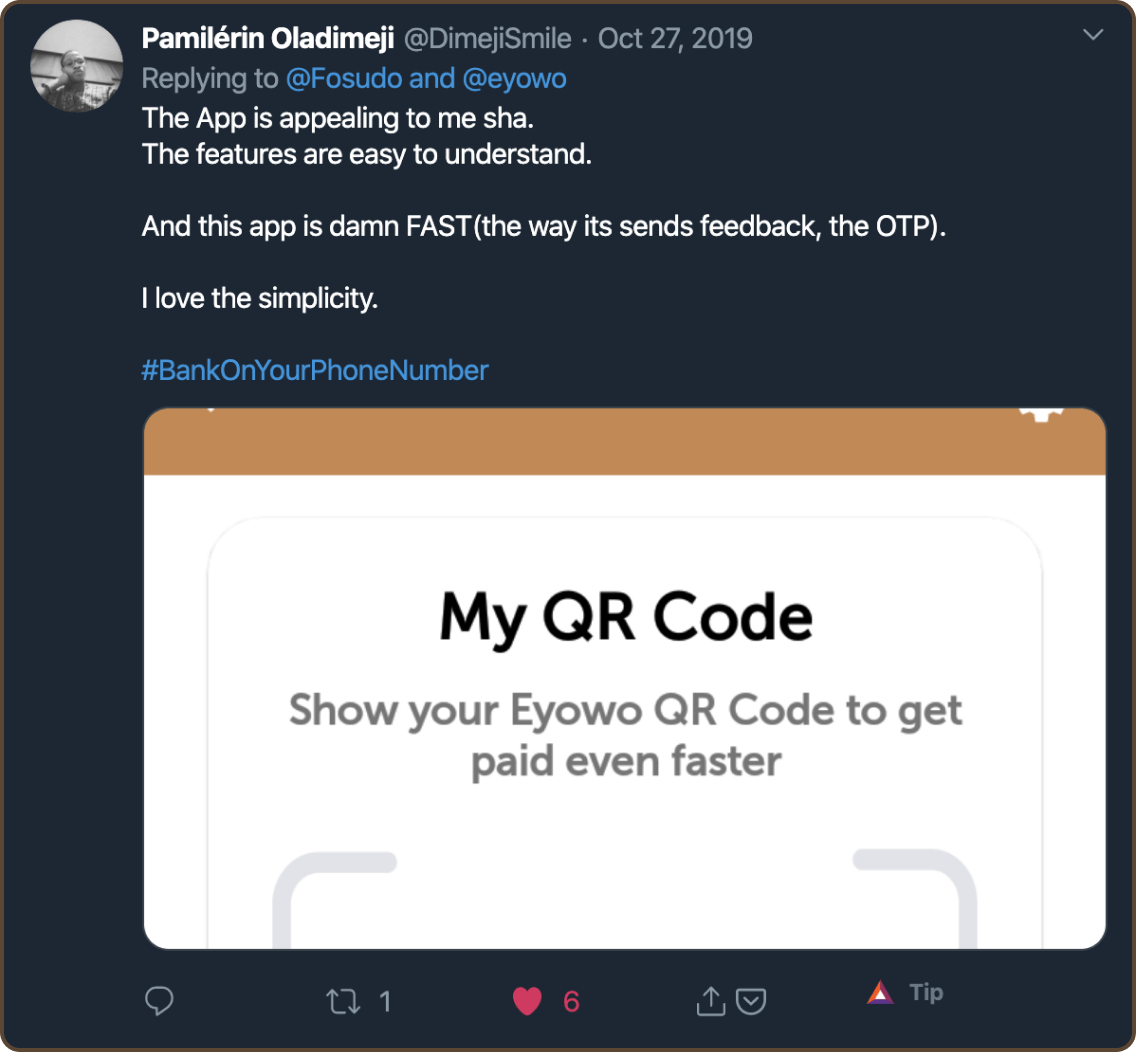 Pamilérin Oladimeji @DimejiSmile · Oct 27, 2019
Replying to @Fosudo and @eyowo
The App is appealing to me sha.
The features are easy to understand.
And this app is damn FAST(the way its sends feedback, the OTP).
I love the simplicity.
#BankOnYourPhoneNumber
My QR Code
Show your Eyowo QR Code to get
paid even faster
1 6 Tip